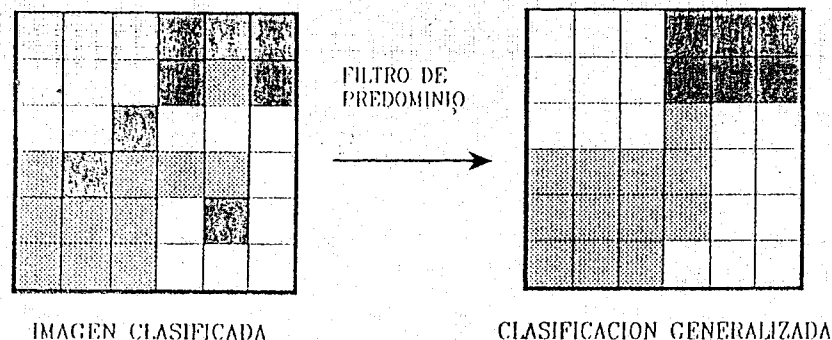 FILTRO DE
PREDOMINIO
IMAGEN CLASIFICADA
CLASIFICACION GENERALIZADA